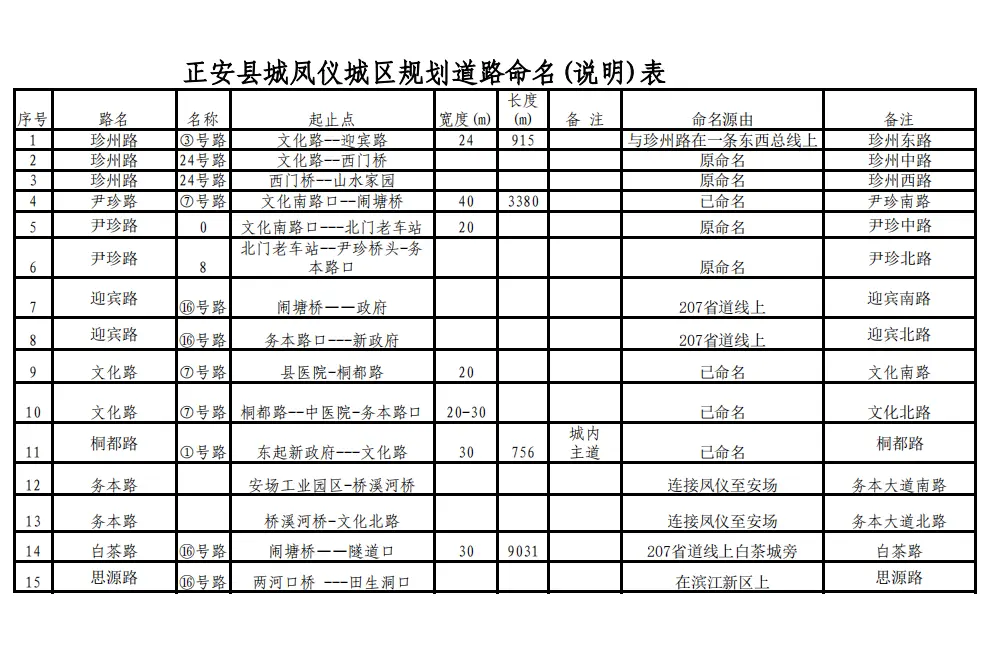 正安县城凤仪城区规划道路命名(说明)表
序号 路名 名称 起止点 宽度(m) 长度(m) 备 注 命名源由 备注
1 珍州路 ③号路 文化路--迎宾路 24 915 与珍州路在一条东西总线上 珍州东路
2 珍州路 24号路 文化路--西门桥 原命名 珍州中路
3 珍州路 24号路 西门桥--山水家园 原命名 珍州西路
4 尹珍路 ⑦号路 文化南路口--闹塘桥 40 3380 已命名 尹珍南路
5 尹珍路 0 文化南路口---北门老车站 20 原命名 尹珍中路
6 尹珍路 8 北门老车站--尹珍桥头-务本路口 原命名 尹珍北路
7 迎宾路 ⑯号路 闹塘桥——政府 207省道线上 迎宾南路
8 迎宾路 ⑯号路 务本路口---新政府 207省道线上 迎宾北路
9 文化路 ⑦号路 县医院-桐都路 20 已命名 文化南路
10 文化路 ⑦号路 桐都路--中医院-务本路口 20-30 已命名 文化北路
11 桐都路 ①号路 东起新政府---文化路 30 756 城内主道 已命名 桐都路
12 务本路 安场工业园区-桥溪河桥 连接凤仪至安场 务本大道南路
13 务本路 桥溪河桥-文化北路 连接凤仪至安场 务本大道北路
14 白茶路 ⑯号路 闹塘桥——隧道口 30 9031 207省道线上白茶城旁 白茶路
15 思源路 ⑯号路 两河口桥 ---田生洞口 在滨江新区上 思源路